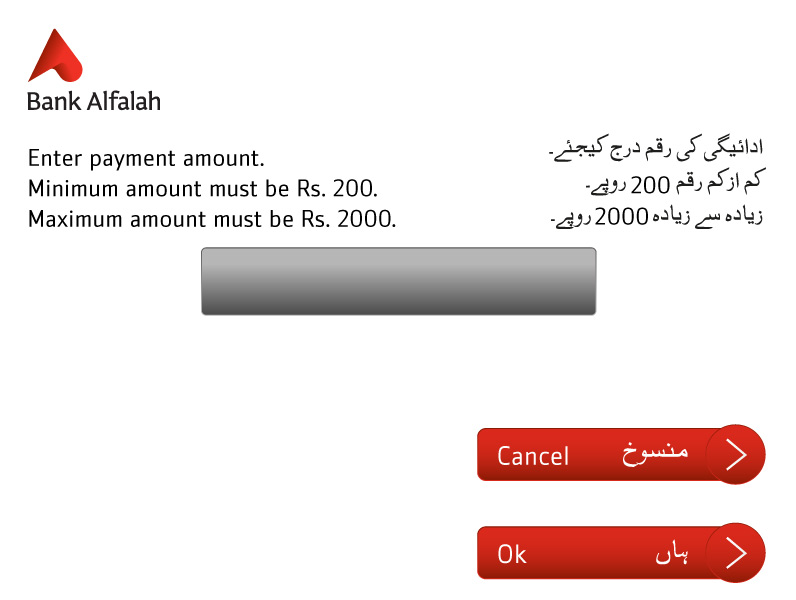 Bank Alfalah
Enter payment amount.
Minimum amount must be Rs. 200.
Maximum amount must be Rs. 2000.
ادائیگی کی رقم درج کیجئے۔
کم ازکم رقم 200 روپے۔
زیادہ سے زیادہ 2000 روپے۔
Cancel منسوخ
Ok ہاں